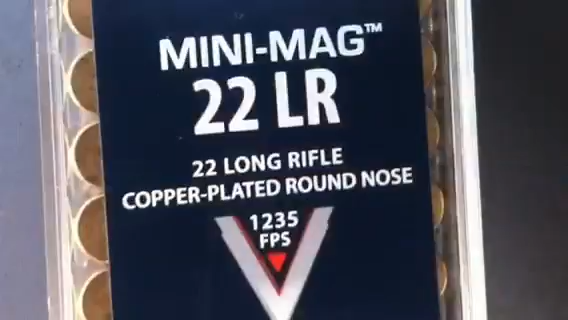 MINI-MAG™
22 LR
22 LONG RIFLE
COPPER-PLATED ROUND NOSE
1235
FPS